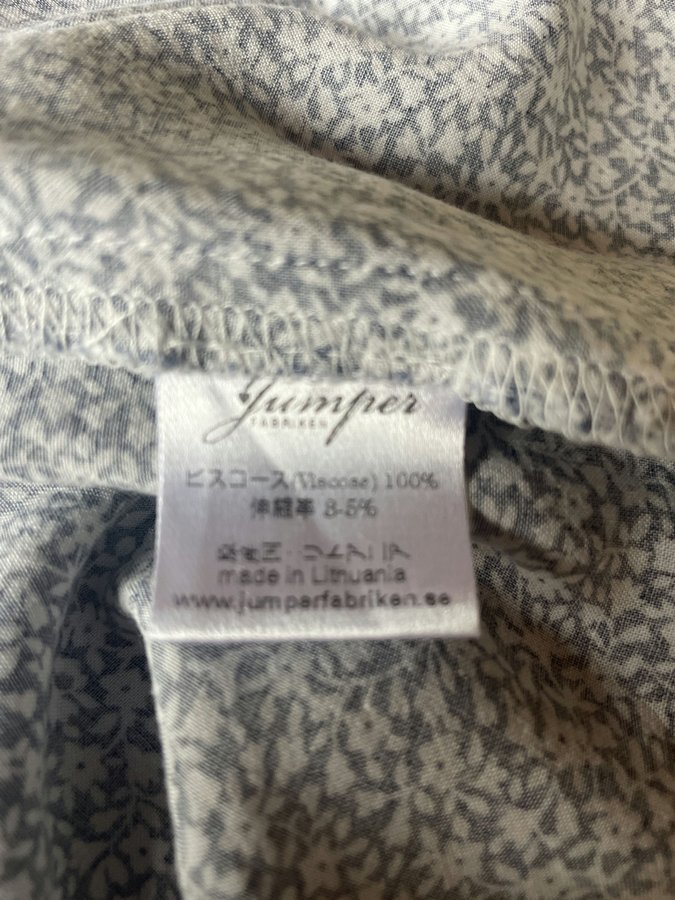 Jumper
FABRIKEN
ビスコース(Viscose) 100%
伸縮率 3-5%
made in Lithuania
www.jumperfabriken.se